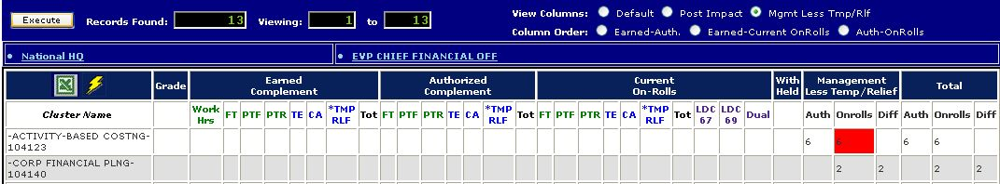 Execute Records Found: 13 Viewing: 1 to 13 View Columns: Default Post Impact Mgmt Less Tmp/Rlf
Column Order: Earned-Auth. Earned-Current OnRolls Auth-OnRolls
National HQ EVP CHIEF FINANCIAL OFF
Grade Earned Complement Authorized Complement Current On-Rolls With Held Management Less Temp/Relief Total
Cluster Name Work Hrs FT PTF PTR TE CA *TMP RLF Tot FT PTF PTR TE CA *TMP RLF Tot FT PTF PTR TE CA *TMP RLF Tot LDC 67 LDC 69 Dual Auth Onrolls Diff Auth Onrolls Diff
-ACTIVITY-BASED COSTNG-104123 6 6 6 6
-CORP FINANCIAL PLNG-104140 2 2 2 2